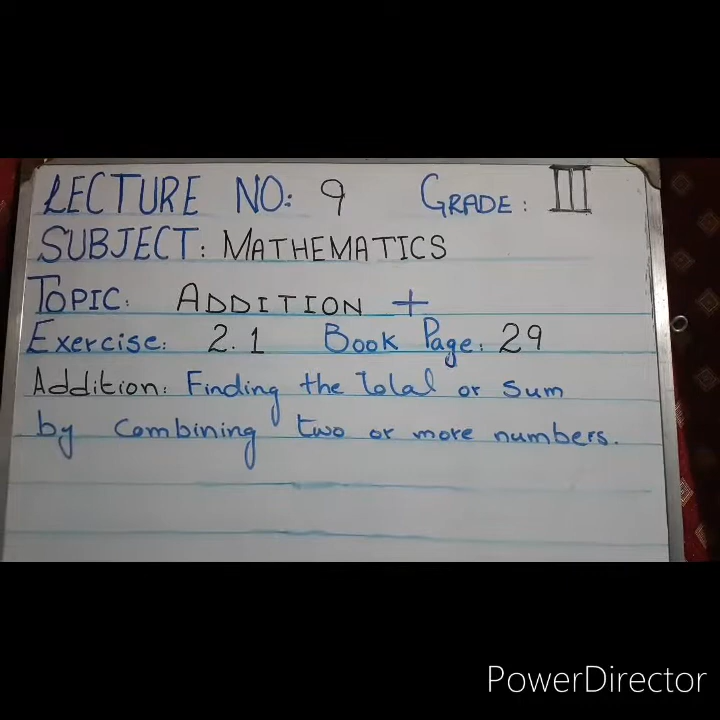 LECTURE NO: 9 GRADE: III
SUBJECT: MATHEMATICS
TOPIC: ADDITION +
Exercise: 2.1 Book Page: 29
Addition: Finding the total or sum
by combining two or more numbers.
PowerDirector